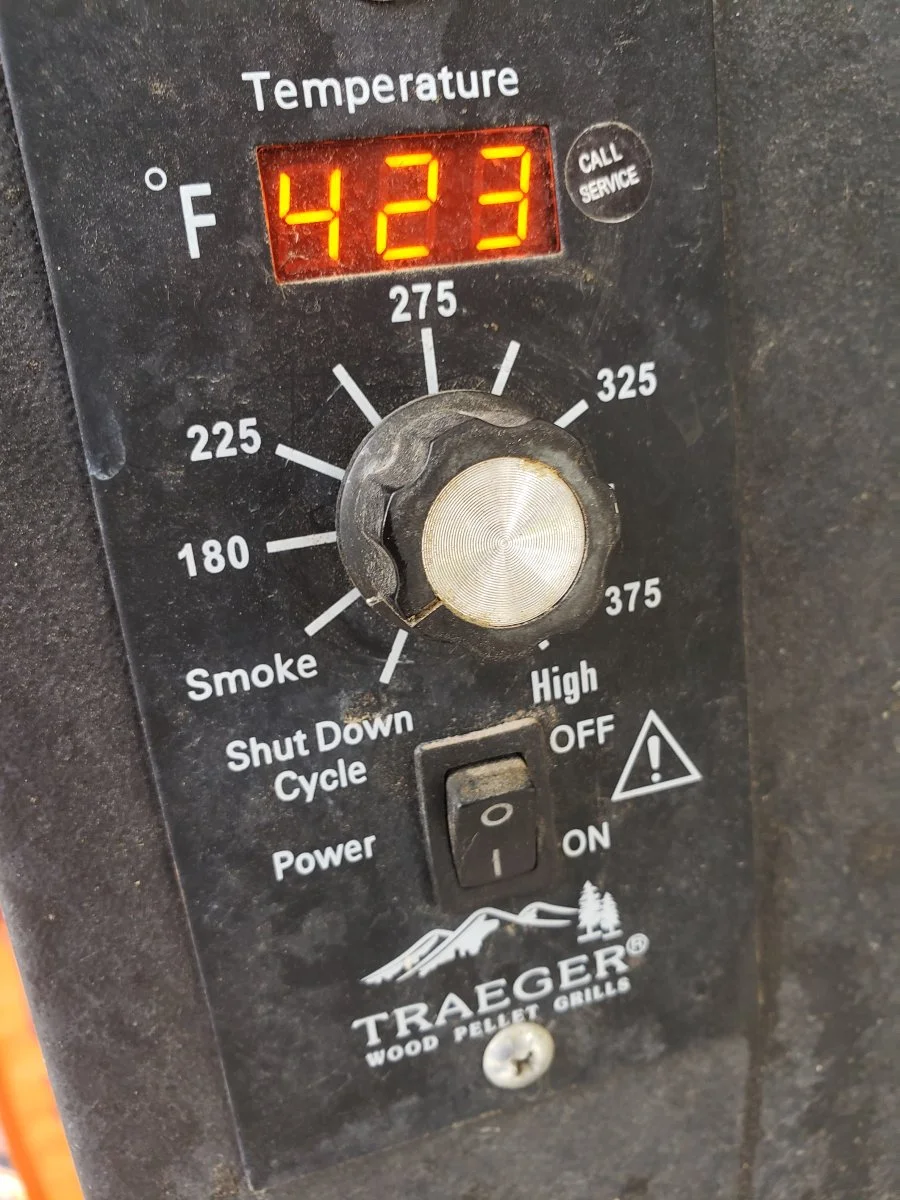 Temperature
°F 423 CALL
SERVICE
275
325
225
180
375
Smoke
High
Shut Down
Cycle
OFF
Power
ON
O
I
TRAEGER®
WOOD PELLET GRILLS